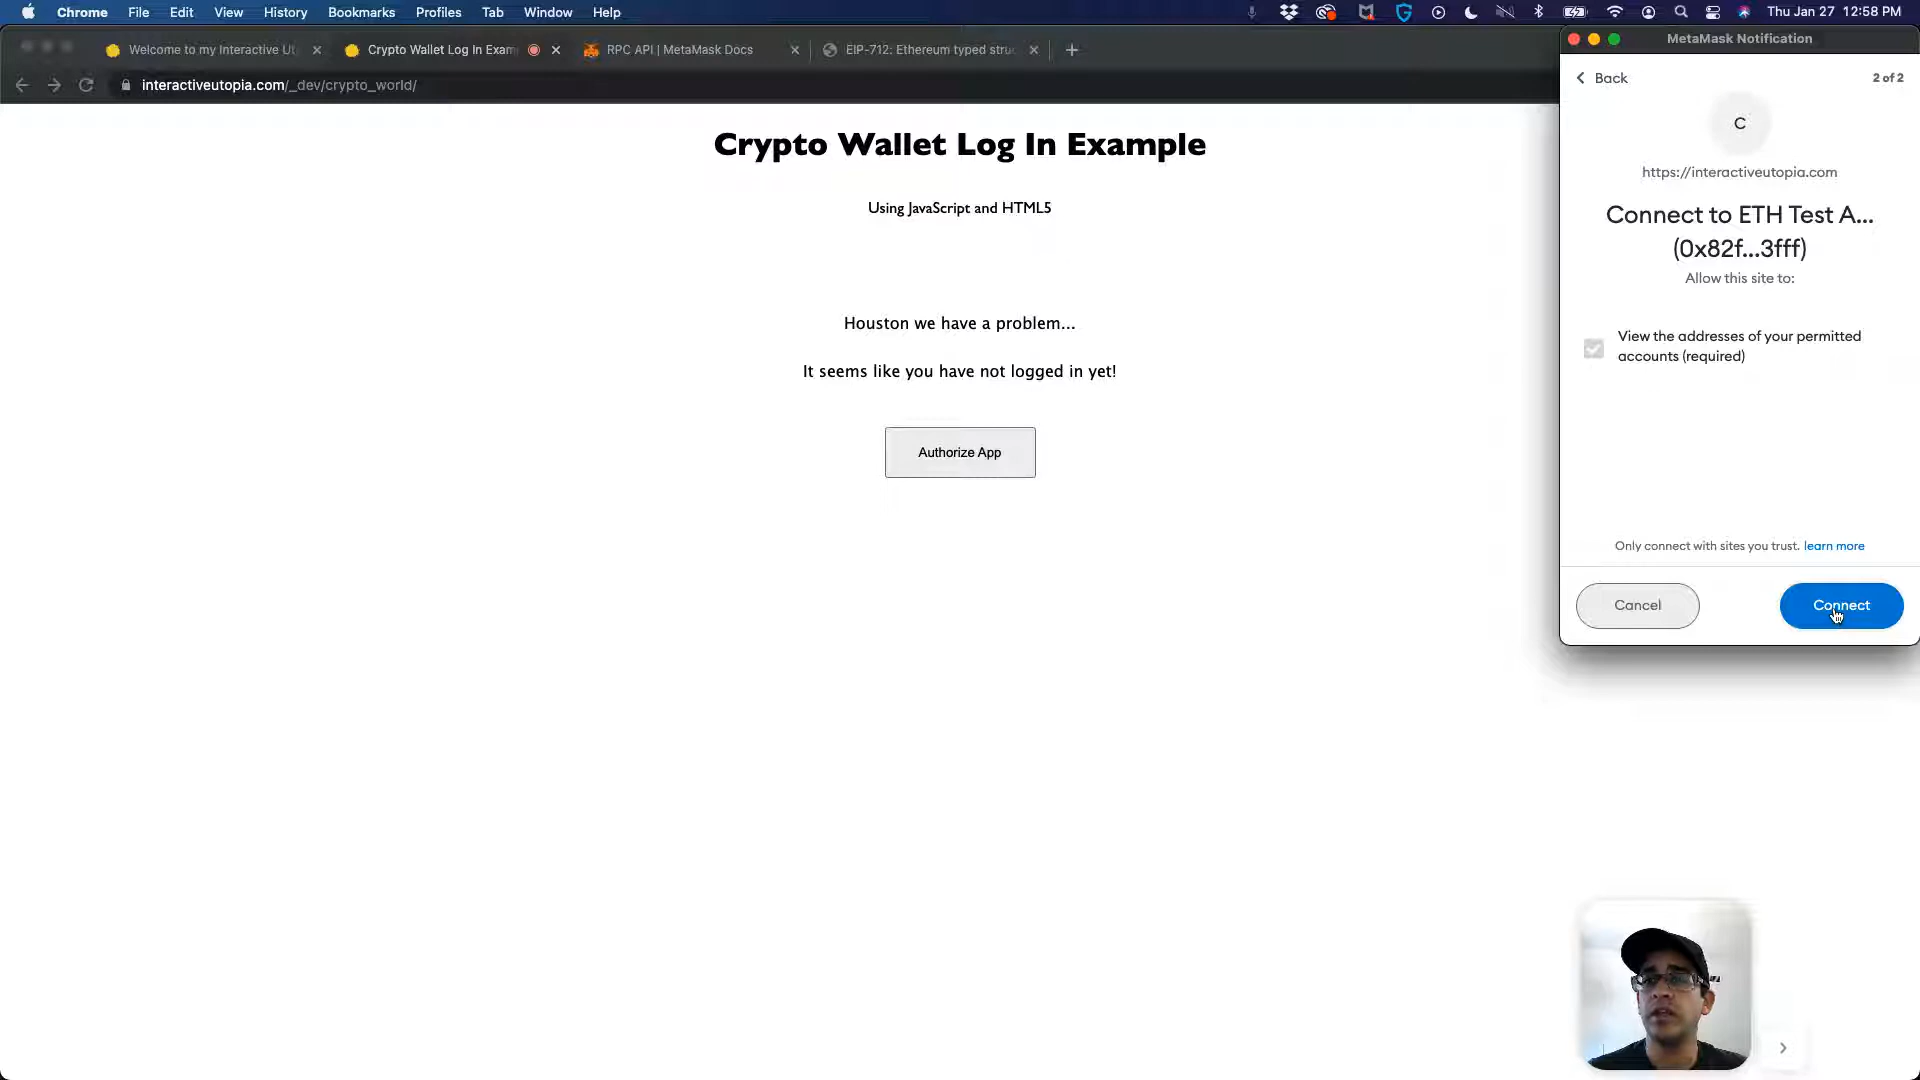 Chrome File Edit View History Bookmarks Profiles Tab Window Help
Thu Jan 27 12:58 PM
Welcome to my Interactive Ut
Crypto Wallet Log In Exam
RPC API | MetaMask Docs
EIP-712: Ethereum typed struc
interactiveutopia.com/_dev/crypto_world/
Crypto Wallet Log In Example
Using JavaScript and HTML5
Houston we have a problem...
It seems like you have not logged in yet!
Authorize App
MetaMask Notification
Back
2 of 2
C
https://interactiveutopia.com
Connect to ETH Test A...
(0x82f...3fff)
Allow this site to:
View the addresses of your permitted
accounts (required)
Only connect with sites you trust. learn more
Cancel
Connect